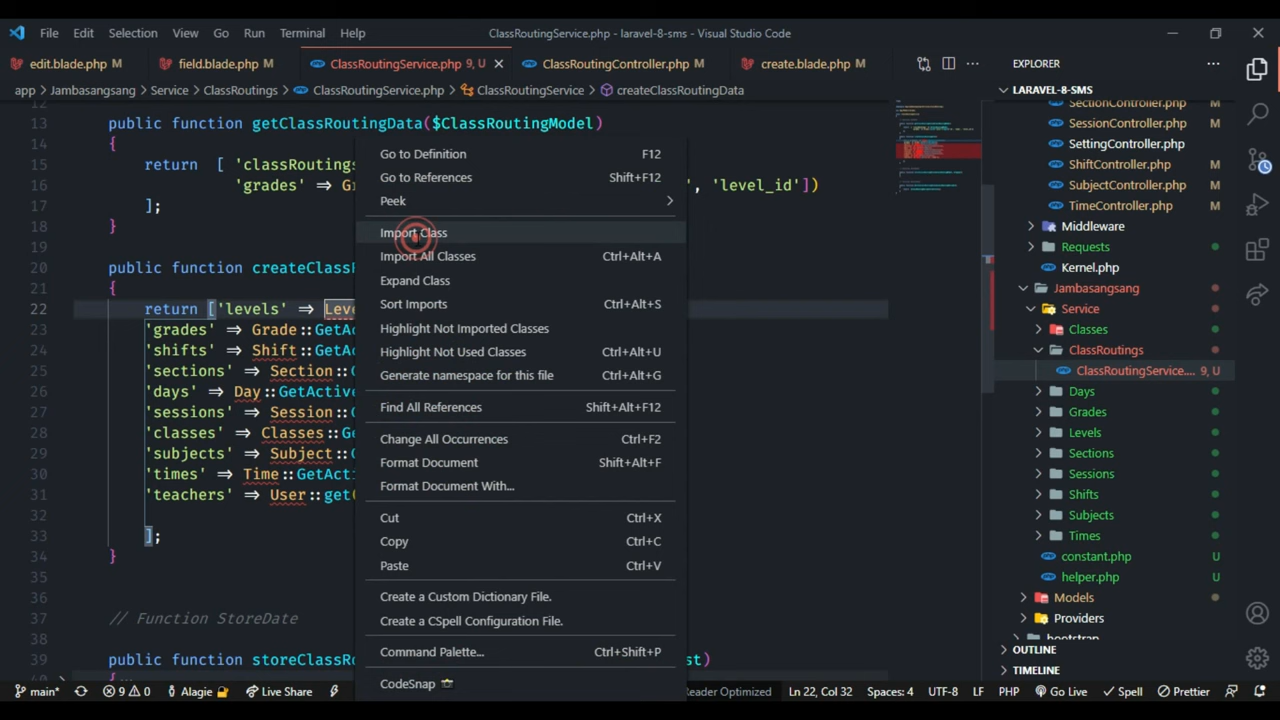 File Edit Selection View Go Run Terminal Help ClassRoutingService.php - laravel-8-sms - Visual Studio Code
edit.blade.php M field.blade.php M ClassRoutingService.php 9, U ClassRoutingController.php M create.blade.php M
app > Jambasangsang > Service > ClassRoutings > ClassRoutingService.php > ClassRoutingService > createClassRoutingData
13 public function getClassRoutingData($ClassRoutingModel)
14 {
15 return [ 'classRoutings
16 'grades' ⇒ Gr , 'level_id'])
17 ];
18 }
19
20 public function createClassR
21 {
22 return ['levels' ⇒ Leve
23 'grades' ⇒ Grade::GetAc
24 'shifts' ⇒ Shift::GetAc
25 'sections' ⇒ Section::G
26 'days' ⇒ Day::GetActive
27 'sessions' ⇒ Session::G
28 'classes' ⇒ Classes::Ge
29 'subjects' ⇒ Subject::G
30 'times' ⇒ Time::GetActi
31 'teachers' ⇒ User::get(
32
33 ];
34 }
35
36
37 // Function StoreDate
38
39 public function storeClassRo st)
Go to Definition F12
Go to References Shift+F12
Peek >
Import Class
Import All Classes Ctrl+Alt+A
Expand Class
Sort Imports Ctrl+Alt+S
Highlight Not Imported Classes
Highlight Not Used Classes Ctrl+Alt+U
Generate namespace for this file Ctrl+Alt+G
Find All References Shift+Alt+F12
Change All Occurrences Ctrl+F2
Format Document Shift+Alt+F
Format Document With...
Cut Ctrl+X
Copy Ctrl+C
Paste Ctrl+V
Create a Custom Dictionary File.
Create a CSpell Configuration File.
Command Palette... Ctrl+Shift+P
CodeSnap
EXPLORER
LARAVEL-8-SMS
SectionController.php M
SessionController.php M
SettingController.php
ShiftController.php M
SubjectController.php M
TimeController.php M
Middleware
Requests
Kernel.php
Jambasangsang
Service
Classes
ClassRoutings
ClassRoutingService.... 9, U
Days
Grades
Levels
Sections
Sessions
Shifts
Subjects
Times
constant.php U
helper.php U
Models
Providers
bootstrap
OUTLINE
TIMELINE
main* 9 0 Alagie Live Share eader Optimized Ln 22, Col 32 Spaces: 4 UTF-8 LF PHP Go Live Spell Prettier